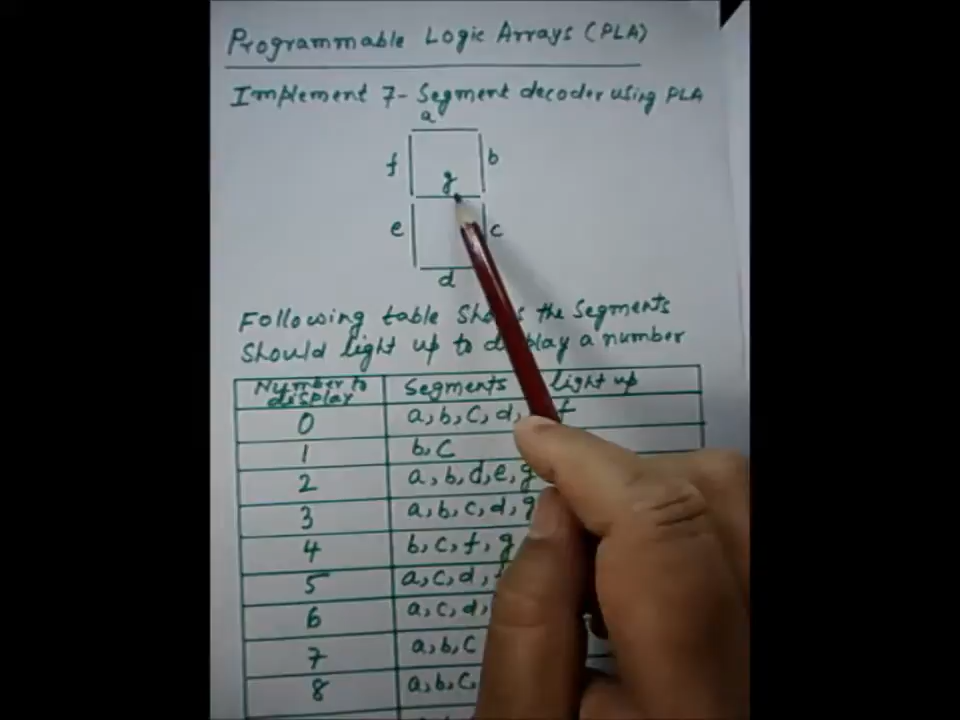 Programmable Logic Arrays (PLA)
Implement 7-Segment decoder using PLA
a
f b
g
e c
d
Following table the Segments
Should light up to display a number
Number to display Segments light up
0 a, b, c, d, f
1 b, c
2 a, b, d, e, g
3 a, b, c, d, g
4 b, c, f, g
5 a, c, d,
6 a, c, d,
7 a, b, c
8 a, b, c,